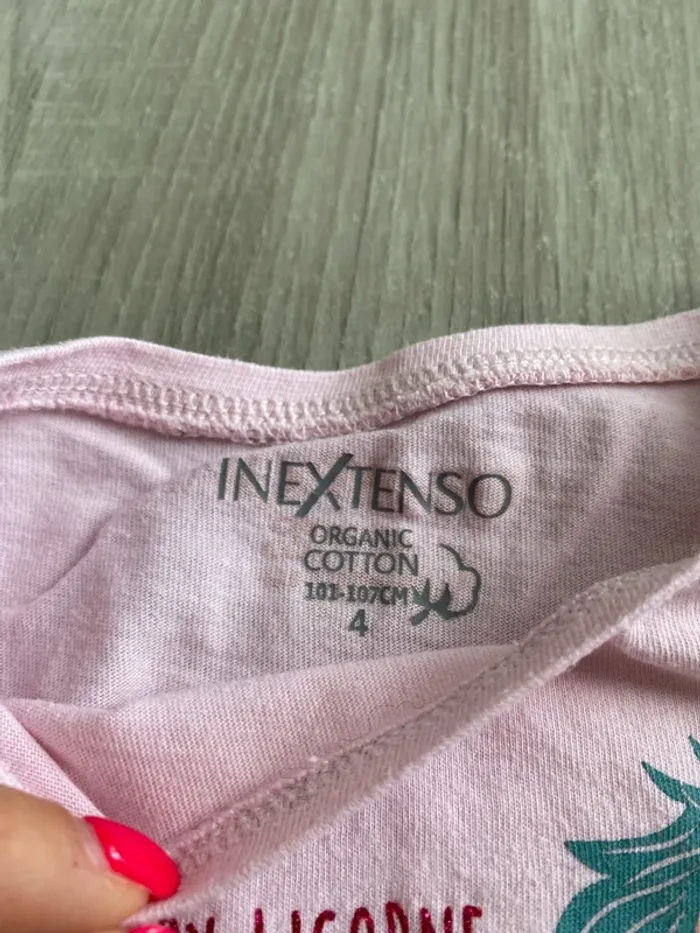 INEXTENSO
ORGANIC
COTTON
101-107CM
4
LICORNE